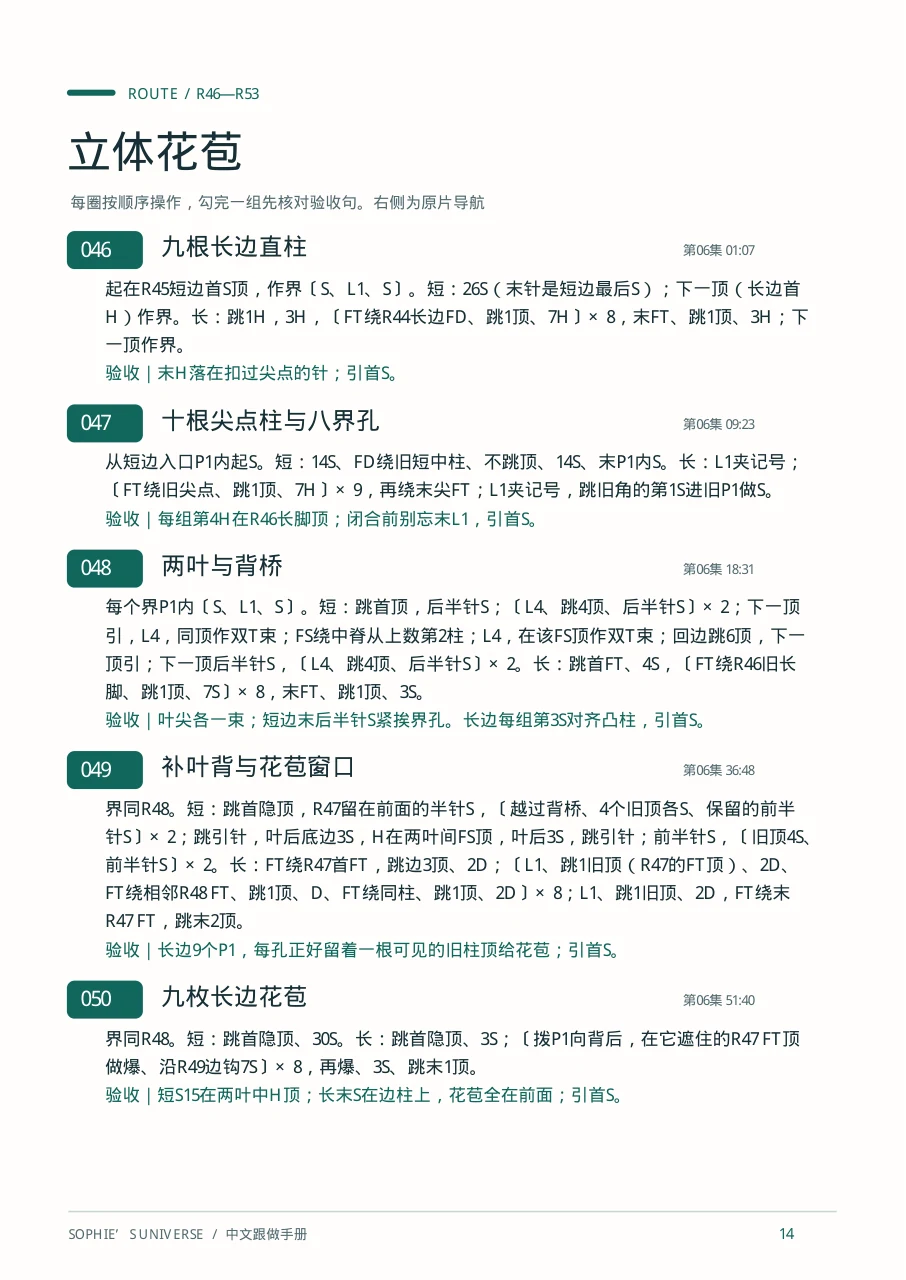 ROUTE / R46—R53
立体花苞
每圈按顺序操作，勾完一组先核对验收句。右侧为原片导航
046 九根长边直柱 第06集 01:07
起在R45短边首S顶，作界〔S、L1、S〕。短：26S（末针是短边最后S）；下一顶（长边首
H）作界。长：跳1H，3H，〔FT绕R44长边FD、跳1顶、7H〕× 8，末FT、跳1顶、3H；下
一顶作界。
验收｜末H落在扣过尖点的针；引首S。
047 十根尖点柱与八界孔 第06集 09:23
从短边入口P1内起S。短：14S、FD绕旧短中柱、不跳顶、14S、末P1内S。长：L1夹记号；
〔FT绕旧尖点、跳1顶、7H〕× 9，再绕末尖FT；L1夹记号，跳旧角的第1S进旧P1做S。
验收｜每组第4H在R46长脚顶；闭合前别忘末L1，引首S。
048 两叶与背桥 第06集 18:31
每个界P1内〔S、L1、S〕。短：跳首顶，后半针S；〔L4、跳4顶、后半针S〕× 2；下一顶
引，L4，同顶作双T束；FS绕中脊从上数第2柱；L4，在该FS顶作双T束；回边跳6顶，下一
顶引；下一顶后半针S，〔L4、跳4顶、后半针S〕× 2。长：跳首FT、4S，〔FT绕R46旧长
脚、跳1顶、7S〕× 8，末FT、跳1顶、3S。
验收｜叶尖各一束；短边末后半针S紧挨界孔。长边每组第3S对齐凸柱，引首S。
049 补叶背与花苞窗口 第06集 36:48
界同R48。短：跳首隐顶，R47留在前面的半针S，〔越过背桥、4个旧顶各S、保留的前半
针S〕× 2；跳引针，叶后底边3S，H在两叶间FS顶，叶后3S，跳引针；前半针S，〔旧顶4S、
前半针S〕× 2。长：FT绕R47首FT，跳边3顶、2D；〔L1、跳1旧顶（R47的FT顶）、2D、
FT绕相邻R48FT、跳1顶、D、FT绕同柱、跳1顶、2D〕× 8；L1、跳1旧顶、2D，FT绕末
R47FT，跳末2顶。
验收｜长边9个P1，每孔正好留着一根可见的旧柱顶给花苞；引首S。
050 九枚长边花苞 第06集 51:40
界同R48。短：跳首隐顶、30S。长：跳首隐顶、3S；〔拨P1向背后，在它遮住的R47FT顶
做爆、沿R49边钩7S〕× 8，再爆、3S、跳末1顶。
验收｜短S15在两叶中H顶；长末S在边柱上，花苞全在前面；引首S。
SOPHIE’ S UNIVERSE / 中文跟做手册 14